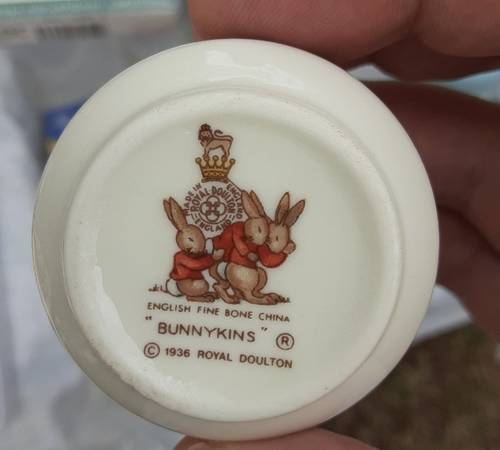 MADE IN ENGLAND
ROYAL DOULTON
ENGLAND
ENGLISH FINE BONE CHINA
"BUNNYKINS" ®
© 1936 ROYAL DOULTON